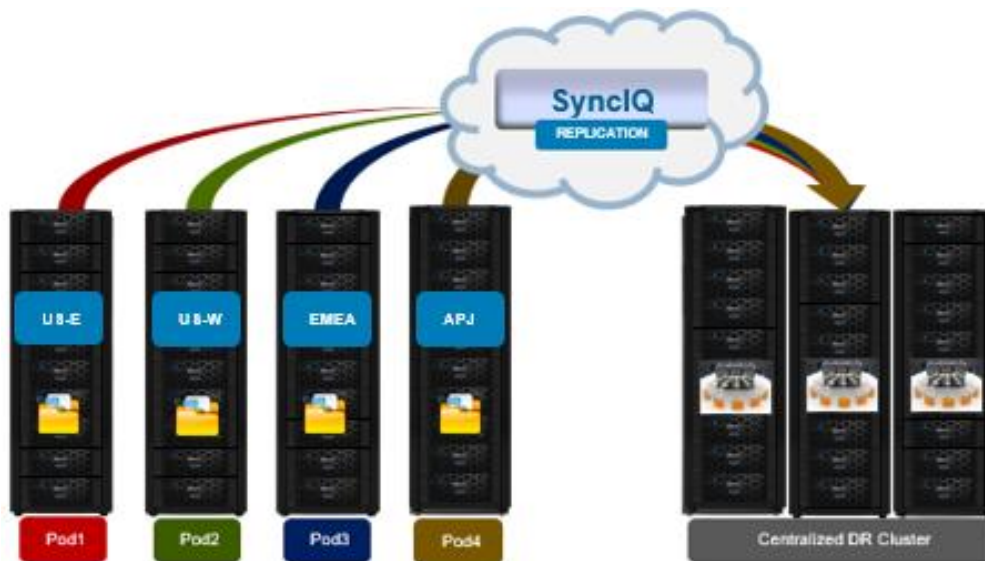 SyncIQ
REPLICATION
US-E
US-W
EMEA
APJ
Pod1
Pod2
Pod3
Pod4
Centralized DR Cluster